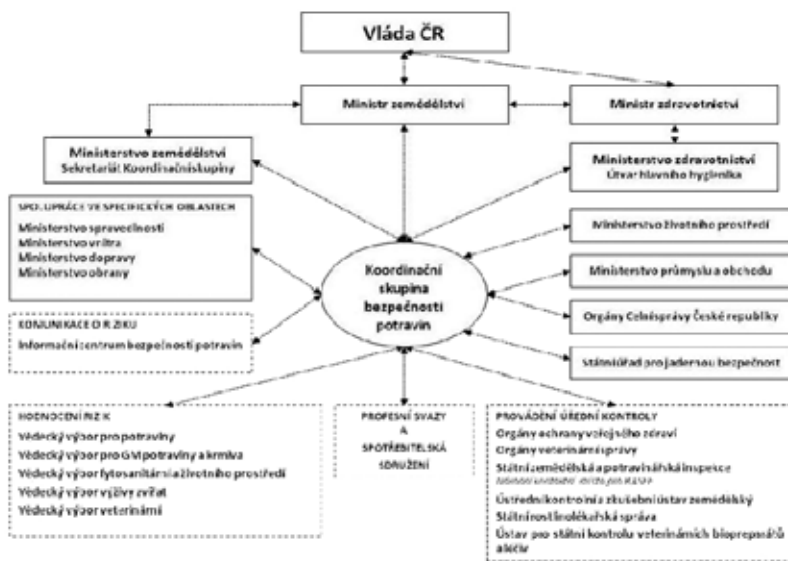 Vláda ČR
Ministr zemědělství
Ministr zdravotnictví
Ministerstvo zemědělství
Sekretariát Koordinační skupiny
Ministerstvo zdravotnictví
Útvar hlavního hygienika
SPOLUPRÁCE VE SPECIFICKÝCH OBLASTECH
Ministerstvo spravedlnosti
Ministerstvo vnitra
Ministerstvo dopravy
Ministerstvo obrany
Ministerstvo životního prostředí
Koordinační
skupina
bezpečnosti
potravin
Ministerstvo průmyslu a obchodu
Orgány Celní správy České republiky
KOMUNIKACE O RIZIKU
Informační centrum bezpečnosti potravin
Státní úřad pro jadernou bezpečnost
HODNOCENÍ RIZIK
Vědecký výbor pro potraviny
Vědecký výbor pro GM potraviny a krmiva
Vědecký výbor fytosanitární a životního prostředí
Vědecký výbor výživy zvířat
Vědecký výbor veterinární
PROFESNÍ SVAZY
A
SPOTŘEBITELSKÁ
SDRUŽENÍ
PROVÁDĚNÍ ÚŘEDNÍ KONTROLY
Orgány ochrany veřejného zdraví
Orgány veterinární správy
Státní zemědělská a potravinářská inspekce
Ústřední kontrolní a zkušební ústav zemědělský
Státní rostlinolékařská správa
Ústav pro státní kontrolu veterinárních biopreparátů
a léčiv